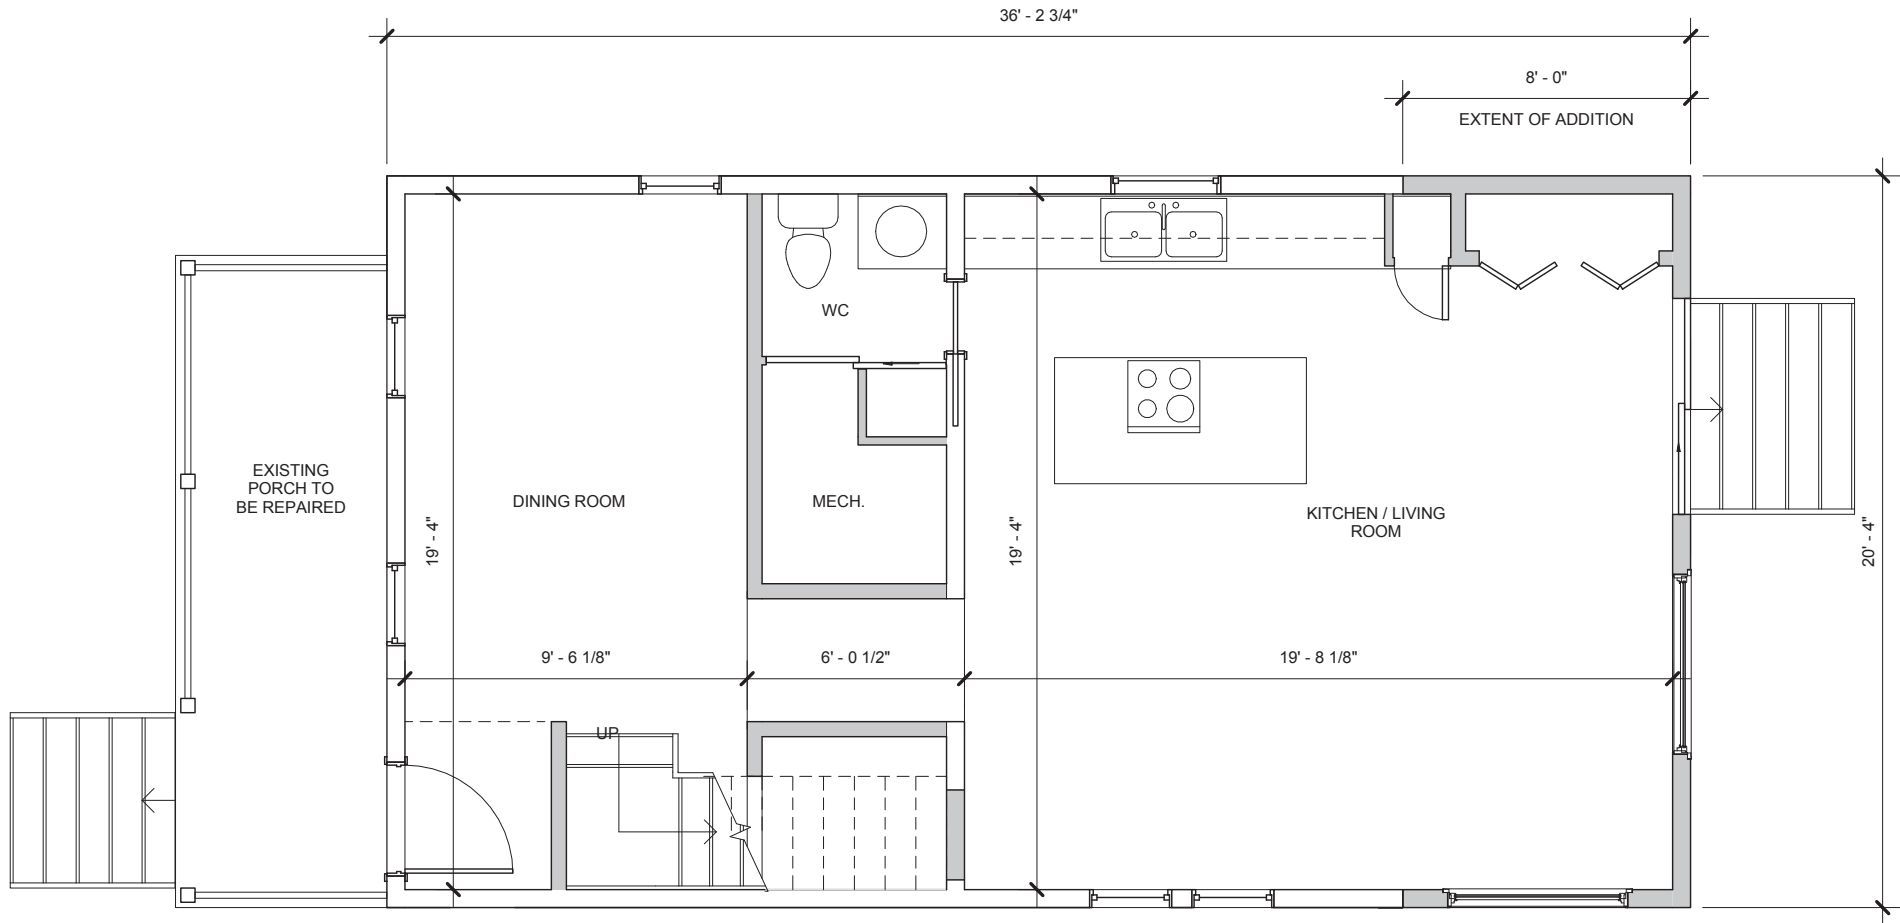 36' - 2 3/4"
8' - 0"
EXTENT OF ADDITION
WC
EXISTING
PORCH TO
BE REPAIRED
DINING ROOM
MECH.
KITCHEN / LIVING
ROOM
19' - 4"
19' - 4"
20' - 4"
9' - 6 1/8"
6' - 0 1/2"
19' - 8 1/8"
UP